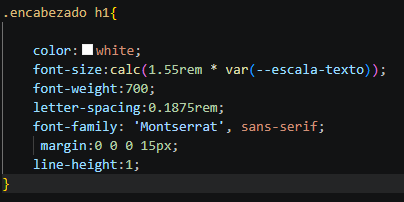 .encabezado h1{
color:white;
font-size:calc(1.55rem * var(--escala-texto));
font-weight:700;
letter-spacing:0.1875rem;
font-family: 'Montserrat', sans-serif;
margin:0 0 0 15px;
line-height:1;
}